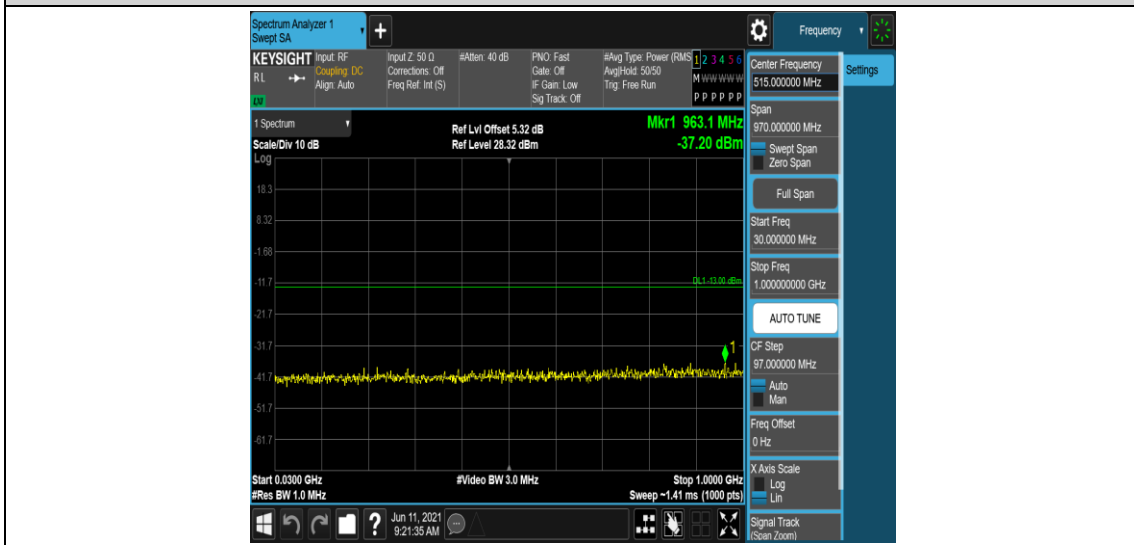 Spectrum Analyzer 1
Swept SA
+
Frequency
KEYSIGHT
RL
LXI
Input: RF
Coupling: DC
Align: Auto
Input Z: 50 Ω
Corrections: Off
Freq Ref: Int (S)
#Atten: 40 dB
PNO: Fast
Gate: Off
IF Gain: Low
Sig Track: Off
#Avg Type: Power (RMS
Avg|Hold: 50/50
Trig: Free Run
1 2 3 4 5 6
M W W W W W
P P P P P P
1 Spectrum
Scale/Div 10 dB
Log
Ref Lvl Offset 5.32 dB
Ref Level 28.32 dBm
Mkr1 963.1 MHz
-37.20 dBm
18.3
8.32
-1.68
-11.7
DL1 -13.00 dBm
-21.7
-31.7
1
-41.7
-51.7
-61.7
Start 0.0300 GHz
#Video BW 3.0 MHz
Stop 1.0000 GHz
#Res BW 1.0 MHz
Sweep ~1.41 ms (1000 pts)
?
Jun 11, 2021
9:21:35 AM
Center Frequency
515.000000 MHz
Settings
Span
970.000000 MHz
Swept Span
Zero Span
Full Span
Start Freq
30.000000 MHz
Stop Freq
1.000000000 GHz
AUTO TUNE
CF Step
97.000000 MHz
Auto
Man
Freq Offset
0 Hz
X Axis Scale
Log
Lin
Signal Track
(Span Zoom)